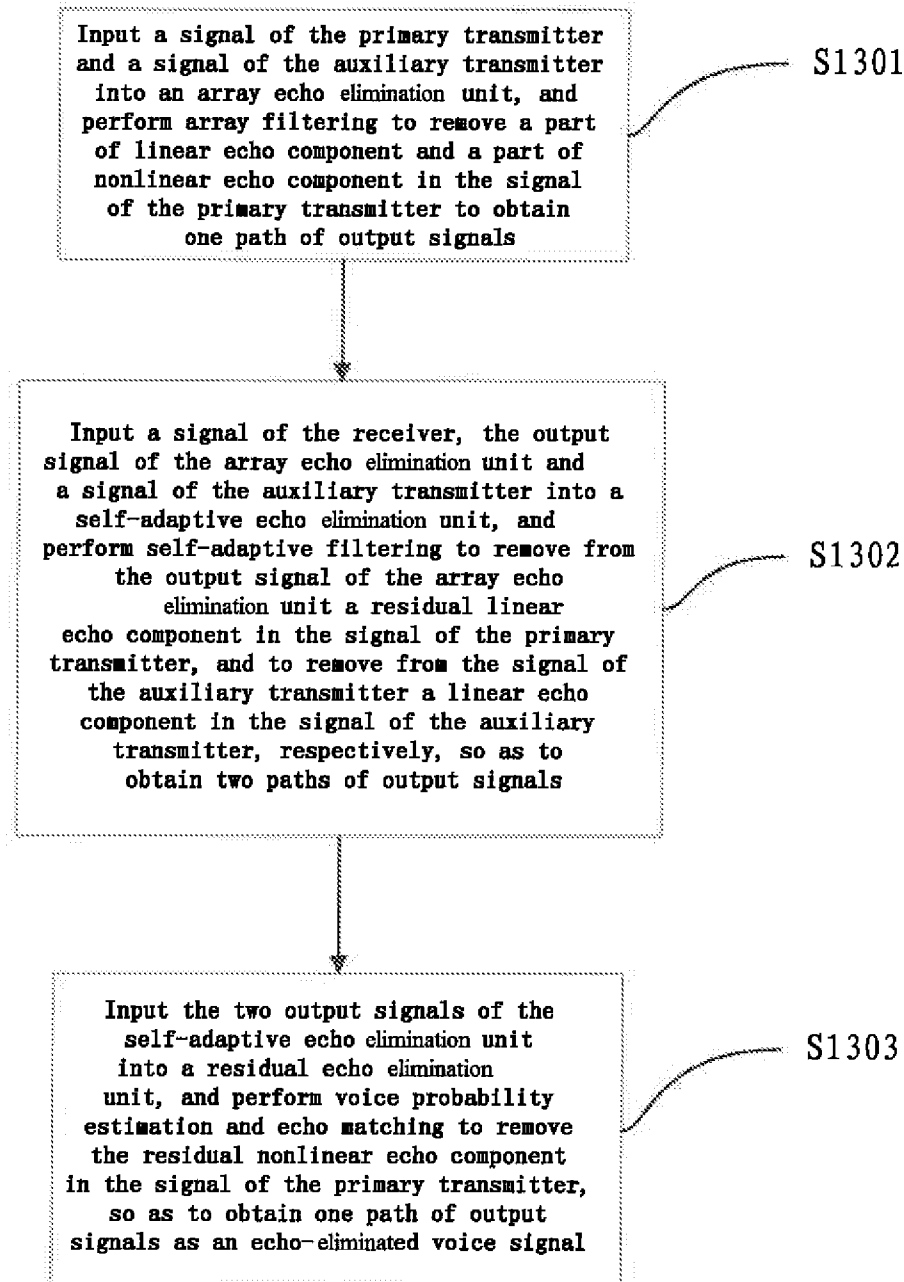 Input a signal of the primary transmitter
and a signal of the auxiliary transmitter
into an array echo elimination unit, and
perform array filtering to remove a part
of linear echo component and a part of
nonlinear echo component in the signal
of the primary transmitter to obtain
one path of output signals
S1301
Input a signal of the receiver, the output
signal of the array echo elimination unit and
a signal of the auxiliary transmitter into a
self-adaptive echo elimination unit, and
perform self-adaptive filtering to remove from
the output signal of the array echo
elimination unit a residual linear
echo component in the signal of the primary
transmitter, and to remove from the signal of
the auxiliary transmitter a linear echo
component in the signal of the auxiliary
transmitter, respectively, so as to
obtain two paths of output signals
S1302
Input the two output signals of the
self-adaptive echo elimination unit
into a residual echo elimination
unit, and perform voice probability
estimation and echo matching to remove
the residual nonlinear echo component
in the signal of the primary transmitter,
so as to obtain one path of output
signals as an echo-eliminated voice signal
S1303